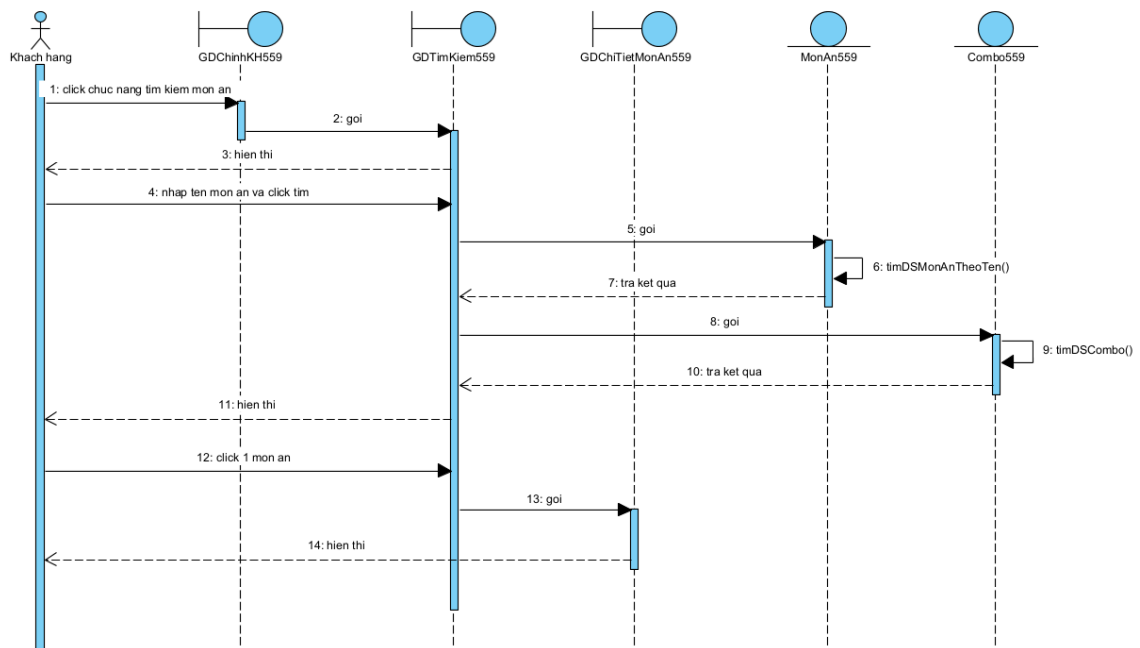 Khach hang
GDChinhKH559
GDTimKiem559
GDChiTietMonAn559
MonAn559
Combo559
1: click chuc nang tim kiem mon an
2: goi
3: hien thi
4: nhap ten mon an va click tim
5: goi
6: timDSMonAnTheoTen()
7: tra ket qua
8: goi
9: timDSCombo()
10: tra ket qua
11: hien thi
12: click 1 mon an
13: goi
14: hien thi